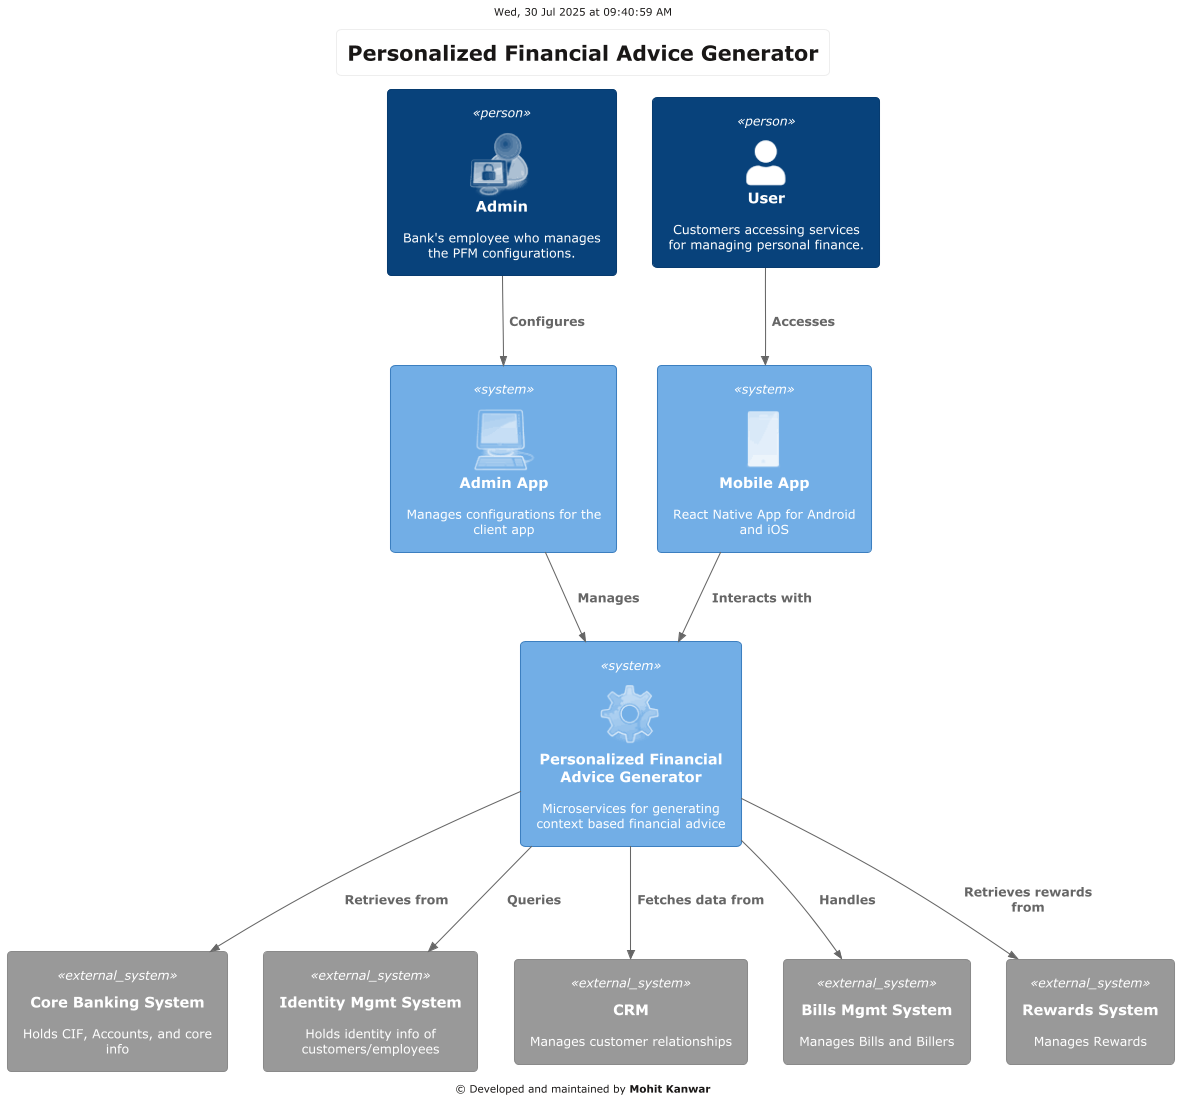 Wed, 30 Jul 2025 at 09:40:59 AM
Personalized Financial Advice Generator
«person»
Admin
Bank's employee who manages
the PFM configurations.
«person»
User
Customers accessing services
for managing personal finance.
Configures
Accesses
«system»
Admin App
Manages configurations for the
client app
«system»
Mobile App
React Native App for Android
and iOS
Manages
Interacts with
«system»
Personalized Financial
Advice Generator
Microservices for generating
context based financial advice
Retrieves from
Queries
Fetches data from
Handles
Retrieves rewards
from
«external_system»
Core Banking System
Holds CIF, Accounts, and core
info
«external_system»
Identity Mgmt System
Holds identity info of
customers/employees
«external_system»
CRM
Manages customer relationships
«external_system»
Bills Mgmt System
Manages Bills and Billers
«external_system»
Rewards System
Manages Rewards
© Developed and maintained by Mohit Kanwar